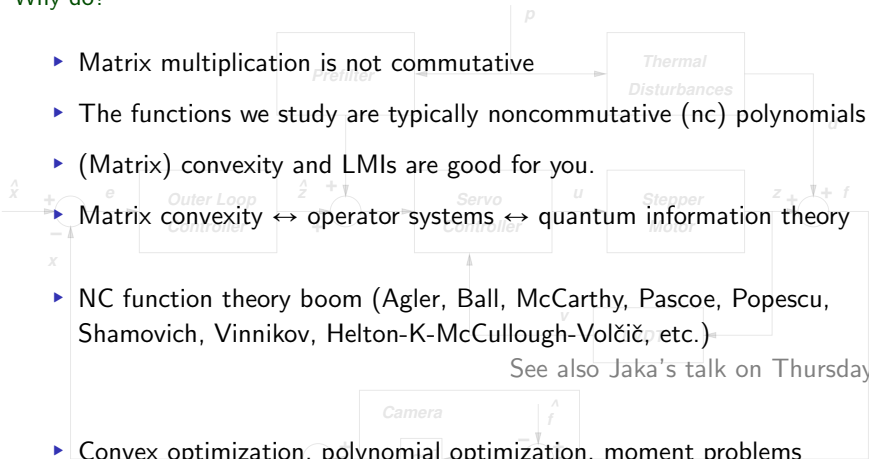 Why do?
p
▶ Matrix multiplication is not commutative
Prefilter
Thermal
Disturbances
▶ The functions we study are typically noncommutative (nc) polynomials
▶ (Matrix) convexity and LMIs are good for you.
x̂ + e Outer Loop ẑ + Servo u Stepper z + + f
▶ Matrix convexity ↔ operator systems ↔ quantum information theory
− Controller + Controller Motor
x
▶ NC function theory boom (Agler, Ball, McCarthy, Pascoe, Popescu,
v
Shamovich, Vinnikov, Helton-K-McCullough-Volčič, etc.)
See also Jaka's talk on Thursday
Camera
f̂
▶ Convex optimization, polynomial optimization, moment problems